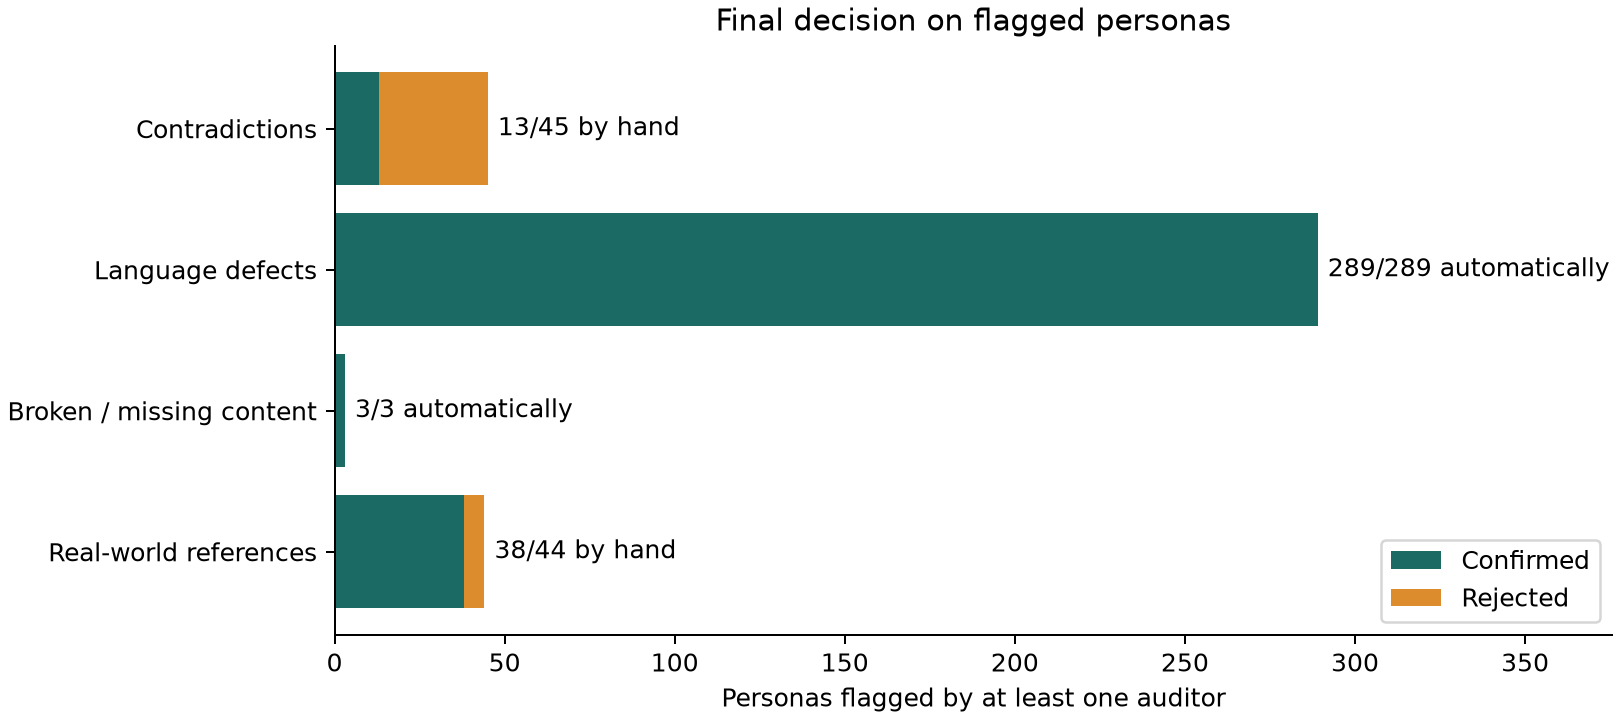 Final decision on flagged personas
Contradictions
13/45 by hand
Language defects
289/289 automatically
Broken / missing content
3/3 automatically
Real-world references
38/44 by hand
Confirmed
Rejected
0 50 100 150 200 250 300 350
Personas flagged by at least one auditor